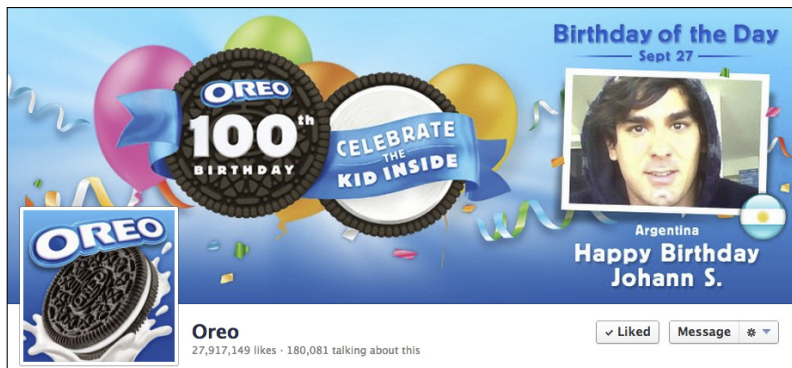 Birthday of the Day
Sept 27
OREO
100th
BIRTHDAY
CELEBRATE
THE
KID INSIDE
Argentina
Happy Birthday
Johann S.
OREO
Oreo
27,917,149 likes · 180,081 talking about this
✓ Liked
Message